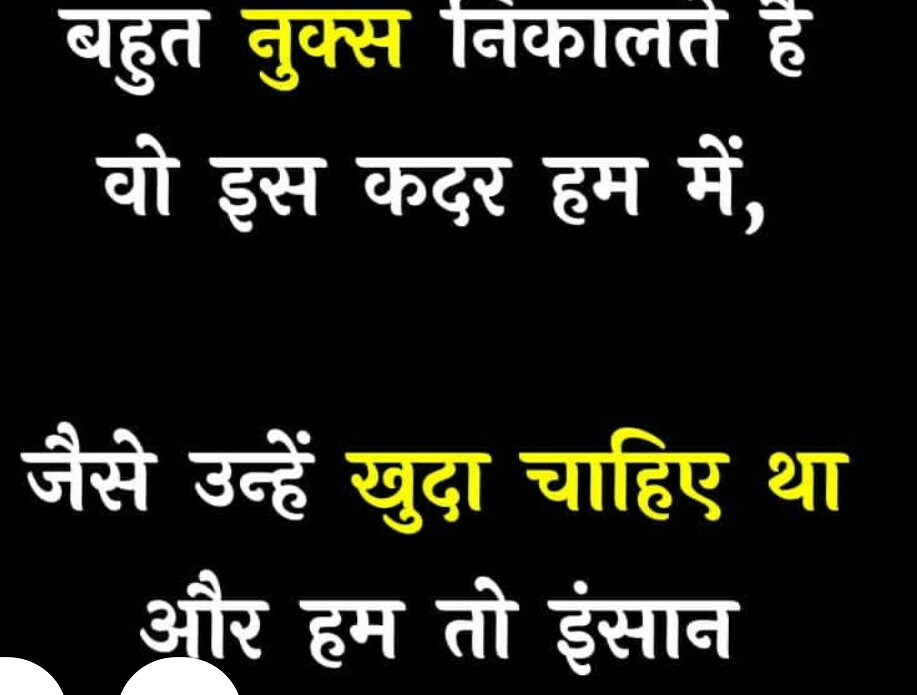 बहुत नुक्स निकालते है
वो इस कदर हम में,
जैसे उन्हें खुदा चाहिए था
और हम तो इंसान